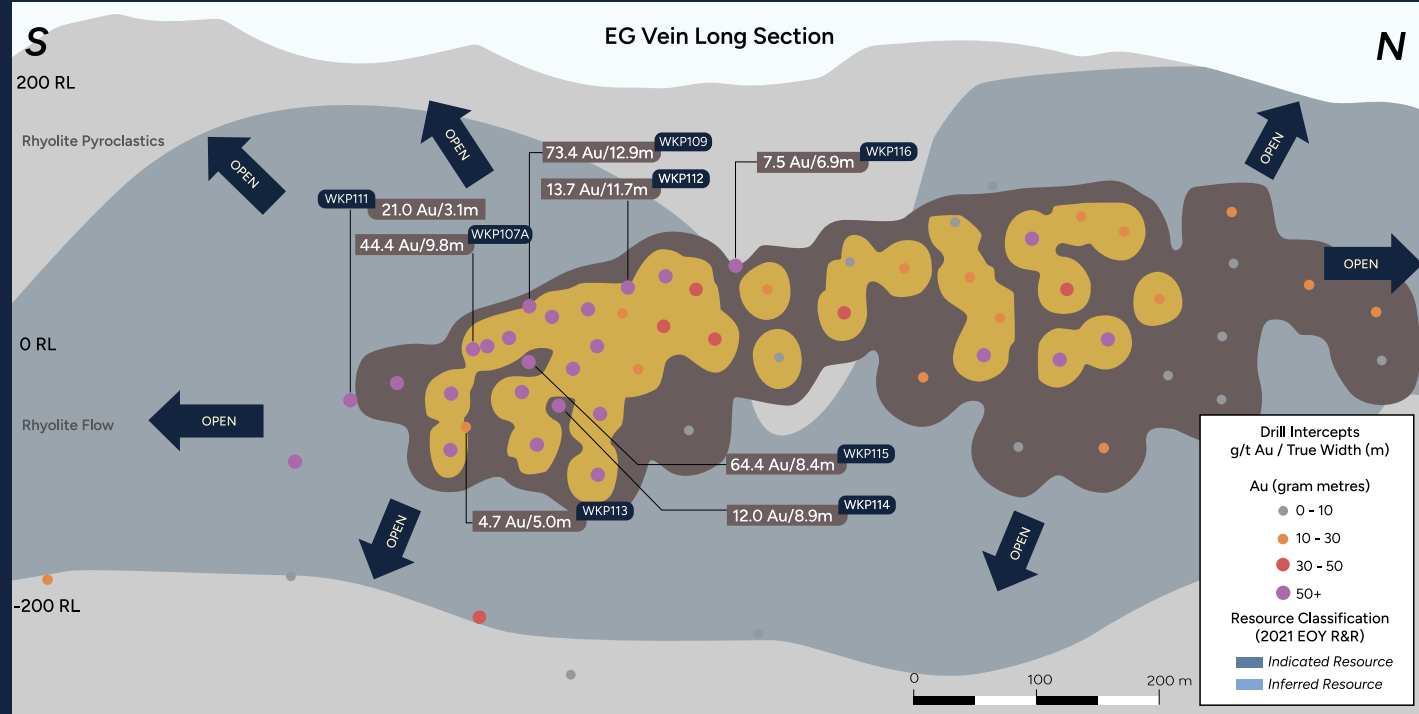 EG Vein Long Section
S
N
200 RL
Rhyolite Pyroclastics
OPEN
OPEN
OPEN
73.4 Au/12.9m
WKP109
7.5 Au/6.9m
WKP116
13.7 Au/11.7m
WKP112
WKP111
21.0 Au/3.1m
44.4 Au/9.8m
WKP107A
OPEN
0 RL
Rhyolite Flow
OPEN
64.4 Au/8.4m
WKP115
12.0 Au/8.9m
WKP114
4.7 Au/5.0m
WKP113
OPEN
OPEN
-200 RL
Drill Intercepts
g/t Au / True Width (m)
Au (gram metres)
0 - 10
10 - 30
30 - 50
50+
Resource Classification
(2021 EOY R&R)
Indicated Resource
Inferred Resource
0
100
200 m